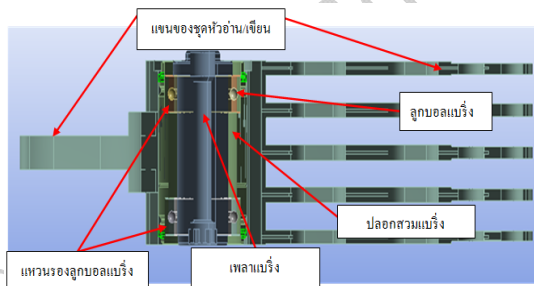 แขนของชุดหัวอ่าน/เขียน
ลูกบอลแบริ่ง
ปลอกสวมแบริ่ง
แหวนรองลูกบอลแบริ่ง
เพลาแบริ่ง